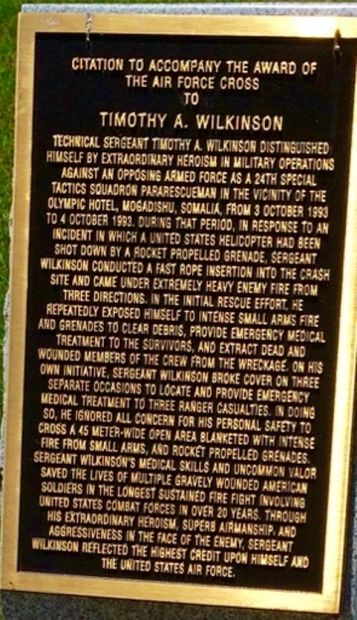 CITATION TO ACCOMPANY THE AWARD OF
THE AIR FORCE CROSS
TO
TIMOTHY A. WILKINSON
TECHNICAL SERGEANT TIMOTHY A. WILKINSON DISTINGUISHED
HIMSELF BY EXTRAORDINARY HEROISM IN MILITARY OPERATIONS
AGAINST AN OPPOSING ARMED FORCE AS A 24TH SPECIAL
TACTICS SQUADRON PARARESCUEMAN IN THE VICINITY OF THE
OLYMPIC HOTEL, MOGADISHU, SOMALIA, FROM 3 OCTOBER 1993
TO 4 OCTOBER 1993. DURING THAT PERIOD, IN RESPONSE TO AN
INCIDENT IN WHICH A UNITED STATES HELICOPTER HAD BEEN
SHOT DOWN BY A ROCKET PROPELLED GRENADE, SERGEANT
WILKINSON CONDUCTED A FAST ROPE INSERTION INTO THE CRASH
SITE AND CAME UNDER EXTREMELY HEAVY ENEMY FIRE FROM
THREE DIRECTIONS. IN THE INITIAL RESCUE EFFORT, HE
REPEATEDLY EXPOSED HIMSELF TO INTENSE SMALL ARMS FIRE
AND GRENADES TO CLEAR DEBRIS, PROVIDE EMERGENCY MEDICAL
TREATMENT TO THE SURVIVORS, AND EXTRACT DEAD AND
WOUNDED MEMBERS OF THE CREW FROM THE WRECKAGE. ON HIS
OWN INITIATIVE, SERGEANT WILKINSON BROKE COVER ON THREE
SEPARATE OCCASIONS TO LOCATE AND PROVIDE EMERGENCY
MEDICAL TREATMENT TO THREE RANGER CASUALTIES. IN DOING
SO, HE IGNORED ALL CONCERN FOR HIS PERSONAL SAFETY TO
CROSS A 45 METER-WIDE OPEN AREA BLANKETED WITH INTENSE
FIRE FROM SMALL ARMS, AND ROCKET PROPELLED GRENADES.
SERGEANT WILKINSON'S MEDICAL SKILLS AND UNCOMMON VALOR
SAVED THE LIVES OF MULTIPLE GRAVELY WOUNDED AMERICAN
SOLDIERS IN THE LONGEST SUSTAINED FIRE FIGHT INVOLVING
UNITED STATES COMBAT FORCES IN OVER 20 YEARS. THROUGH
HIS EXTRAORDINARY HEROISM, SUPERB AIRMANSHIP, AND
AGGRESSIVENESS IN THE FACE OF THE ENEMY, SERGEANT
WILKINSON REFLECTED THE HIGHEST CREDIT UPON HIMSELF AND
THE UNITED STATES AIR FORCE.